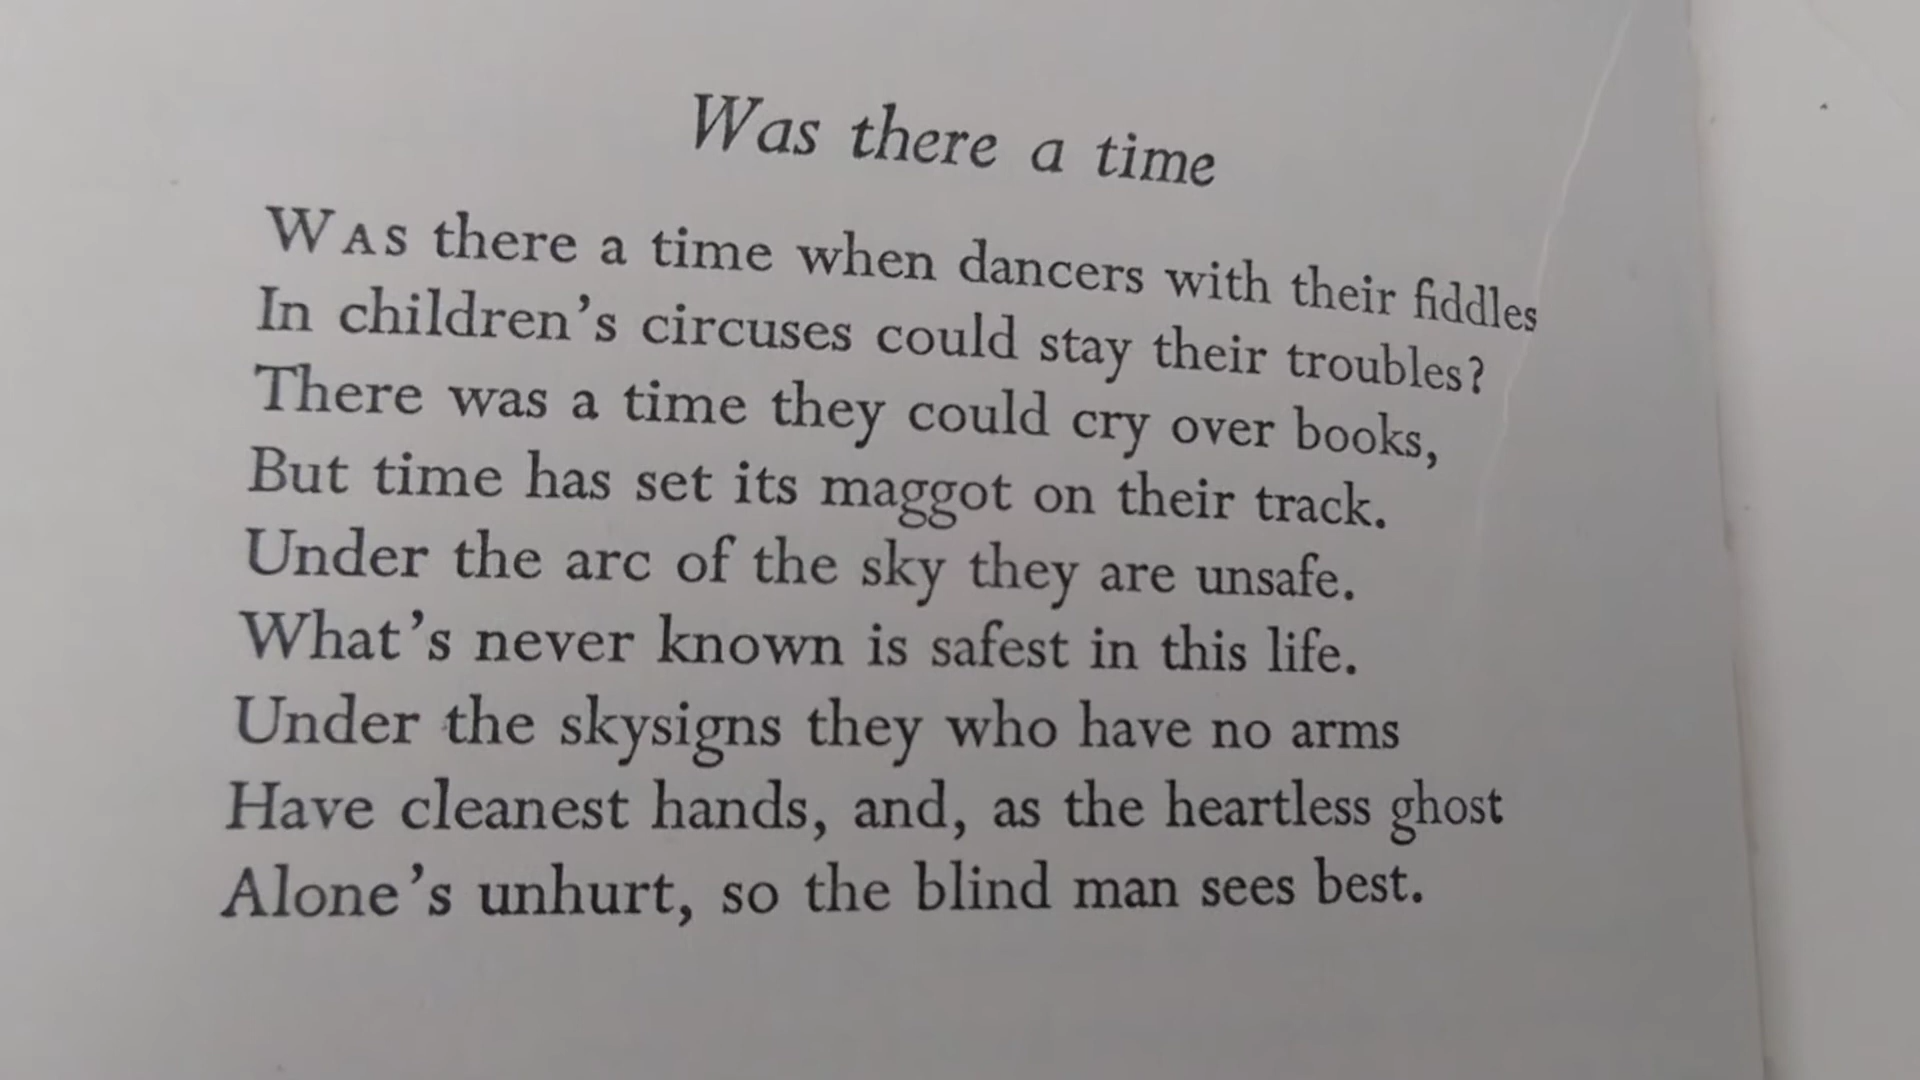 Was there a time
WAS there a time when dancers with their fiddles
In children’s circuses could stay their troubles?
There was a time they could cry over books,
But time has set its maggot on their track.
Under the arc of the sky they are unsafe.
What’s never known is safest in this life.
Under the skysigns they who have no arms
Have cleanest hands, and, as the heartless ghost
Alone’s unhurt, so the blind man sees best.